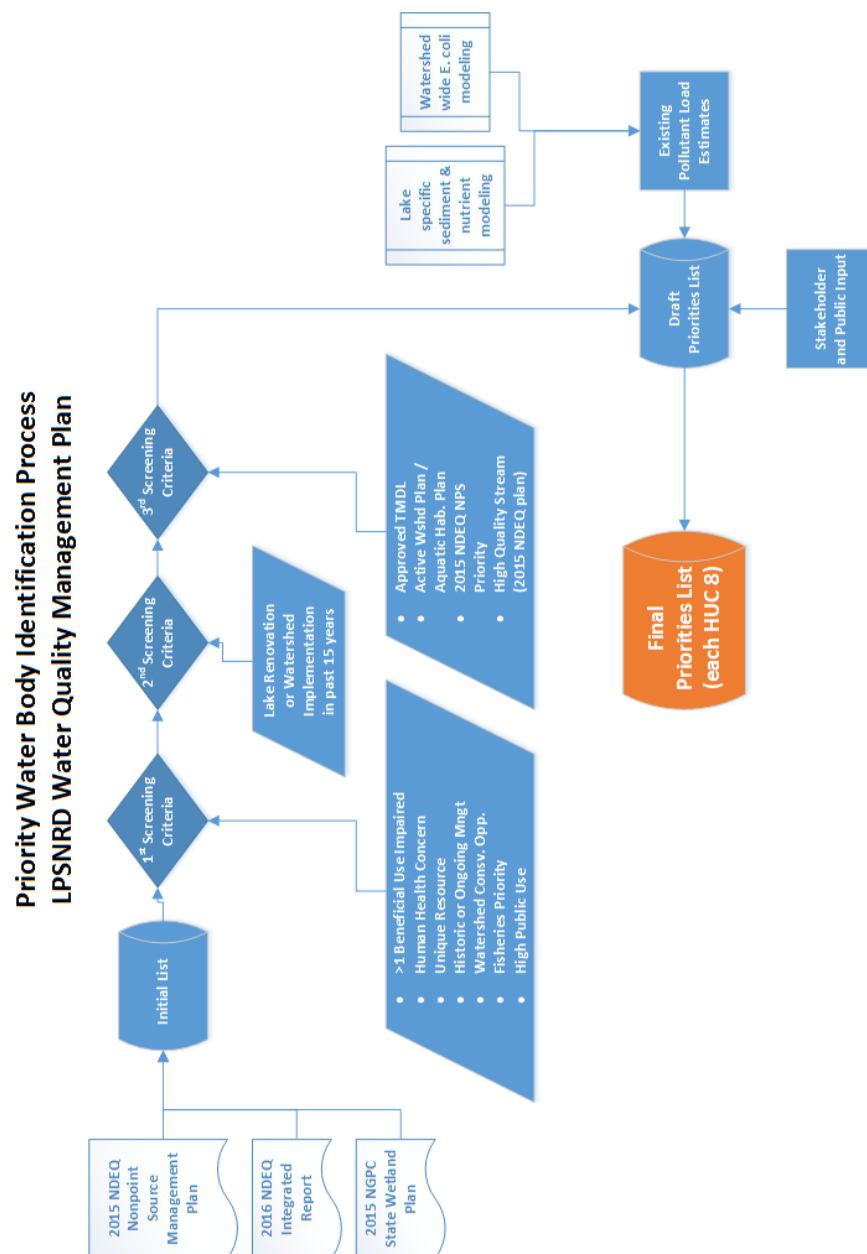 Priority Water Body Identification Process
LPSNRD Water Quality Management Plan
2015 NDEQ
Nonpoint
Source
Management
Plan
2016 NDEQ
Integrated
Report
2015 NGPC
State Wetland
Plan
Initial List
1st Screening
Criteria
2nd Screening
Criteria
3rd Screening
Criteria
Lake Renovation
or Watershed
Implementation
in past 15 years
• >1 Beneficial Use Impaired
• Human Health Concern
• Unique Resource
• Historic or Ongoing Mngt
• Watershed Consv. Opp.
• Fisheries Priority
• High Public Use
• Approved TMDL
• Active Wshd Plan /
Aquatic Hab. Plan
• 2015 NDEQ NPS
Priority
• High Quality Stream
(2015 NDEQ plan)
Lake
specific
sediment &
nutrient
modeling
Watershed
wide E. coli
modeling
Existing
Pollutant Load
Estimates
Draft
Priorities List
Stakeholder
and Public Input
Final
Priorities List
(each HUC 8)